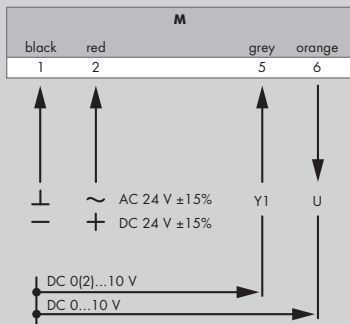 M
black red grey orange
1 2 5 6
⊥ ~ AC 24 V ±15% Y1 U
− + DC 24 V ±15%
DC 0(2)...10 V
DC 0...10 V